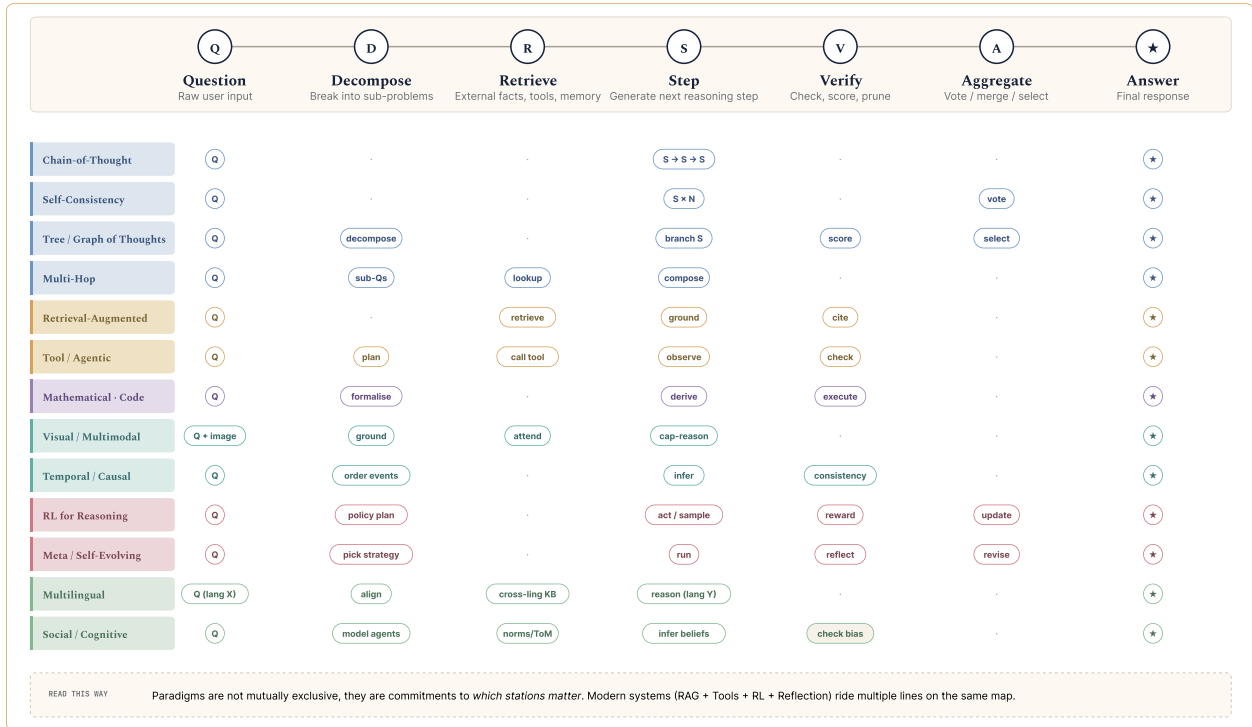 Q D R S V A ★
Question Decompose Retrieve Step Verify Aggregate Answer
Raw user input Break into sub-problems External facts, tools, memory Generate next reasoning step Check, score, prune Vote / merge / select Final response
Chain-of-Thought Q · · S → S → S · · ★
Self-Consistency Q · · S × N · vote ★
Tree / Graph of Thoughts Q decompose · branch S score select ★
Multi-Hop Q sub-Qs lookup compose · · ★
Retrieval-Augmented Q · retrieve ground cite · ★
Tool / Agentic Q plan call tool observe check · ★
Mathematical · Code Q formalise · derive execute · ★
Visual / Multimodal Q + image ground attend cap-reason · · ★
Temporal / Causal Q order events · infer consistency · ★
RL for Reasoning Q policy plan · act / sample reward update ★
Meta / Self-Evolving Q pick strategy · run reflect revise ★
Multilingual Q (lang X) align cross-ling KB reason (lang Y) · · ★
Social / Cognitive Q model agents norms/ToM infer beliefs check bias · ★
READ THIS WAY Paradigms are not mutually exclusive, they are commitments to which stations matter. Modern systems (RAG + Tools + RL + Reflection) ride multiple lines on the same map.